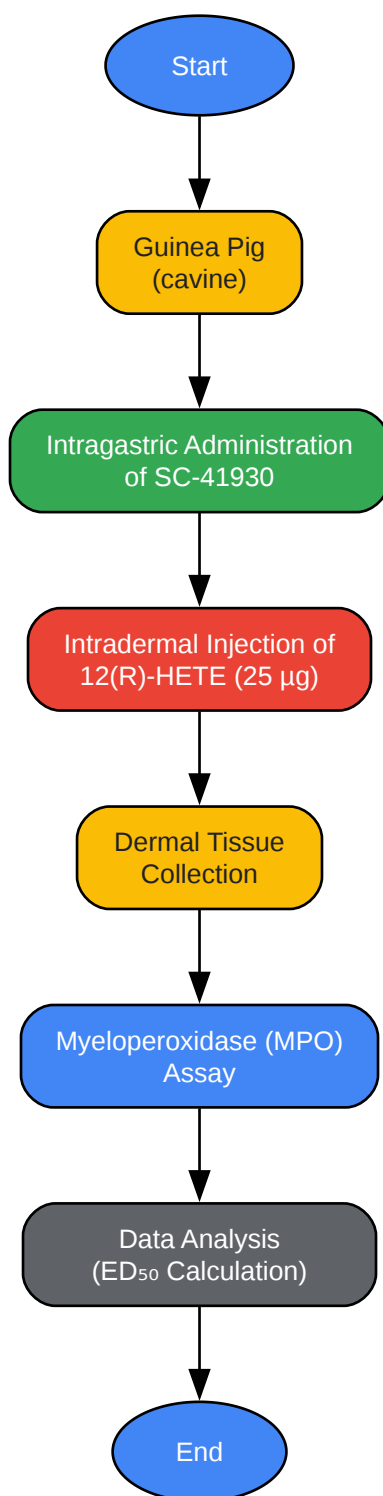 Start
Guinea Pig
(cavine)
Intragastric Administration
of SC-41930
Intradermal Injection of
12(R)-HETE (25 µg)
Dermal Tissue
Collection
Myeloperoxidase (MPO)
Assay
Data Analysis
(ED₅₀ Calculation)
End